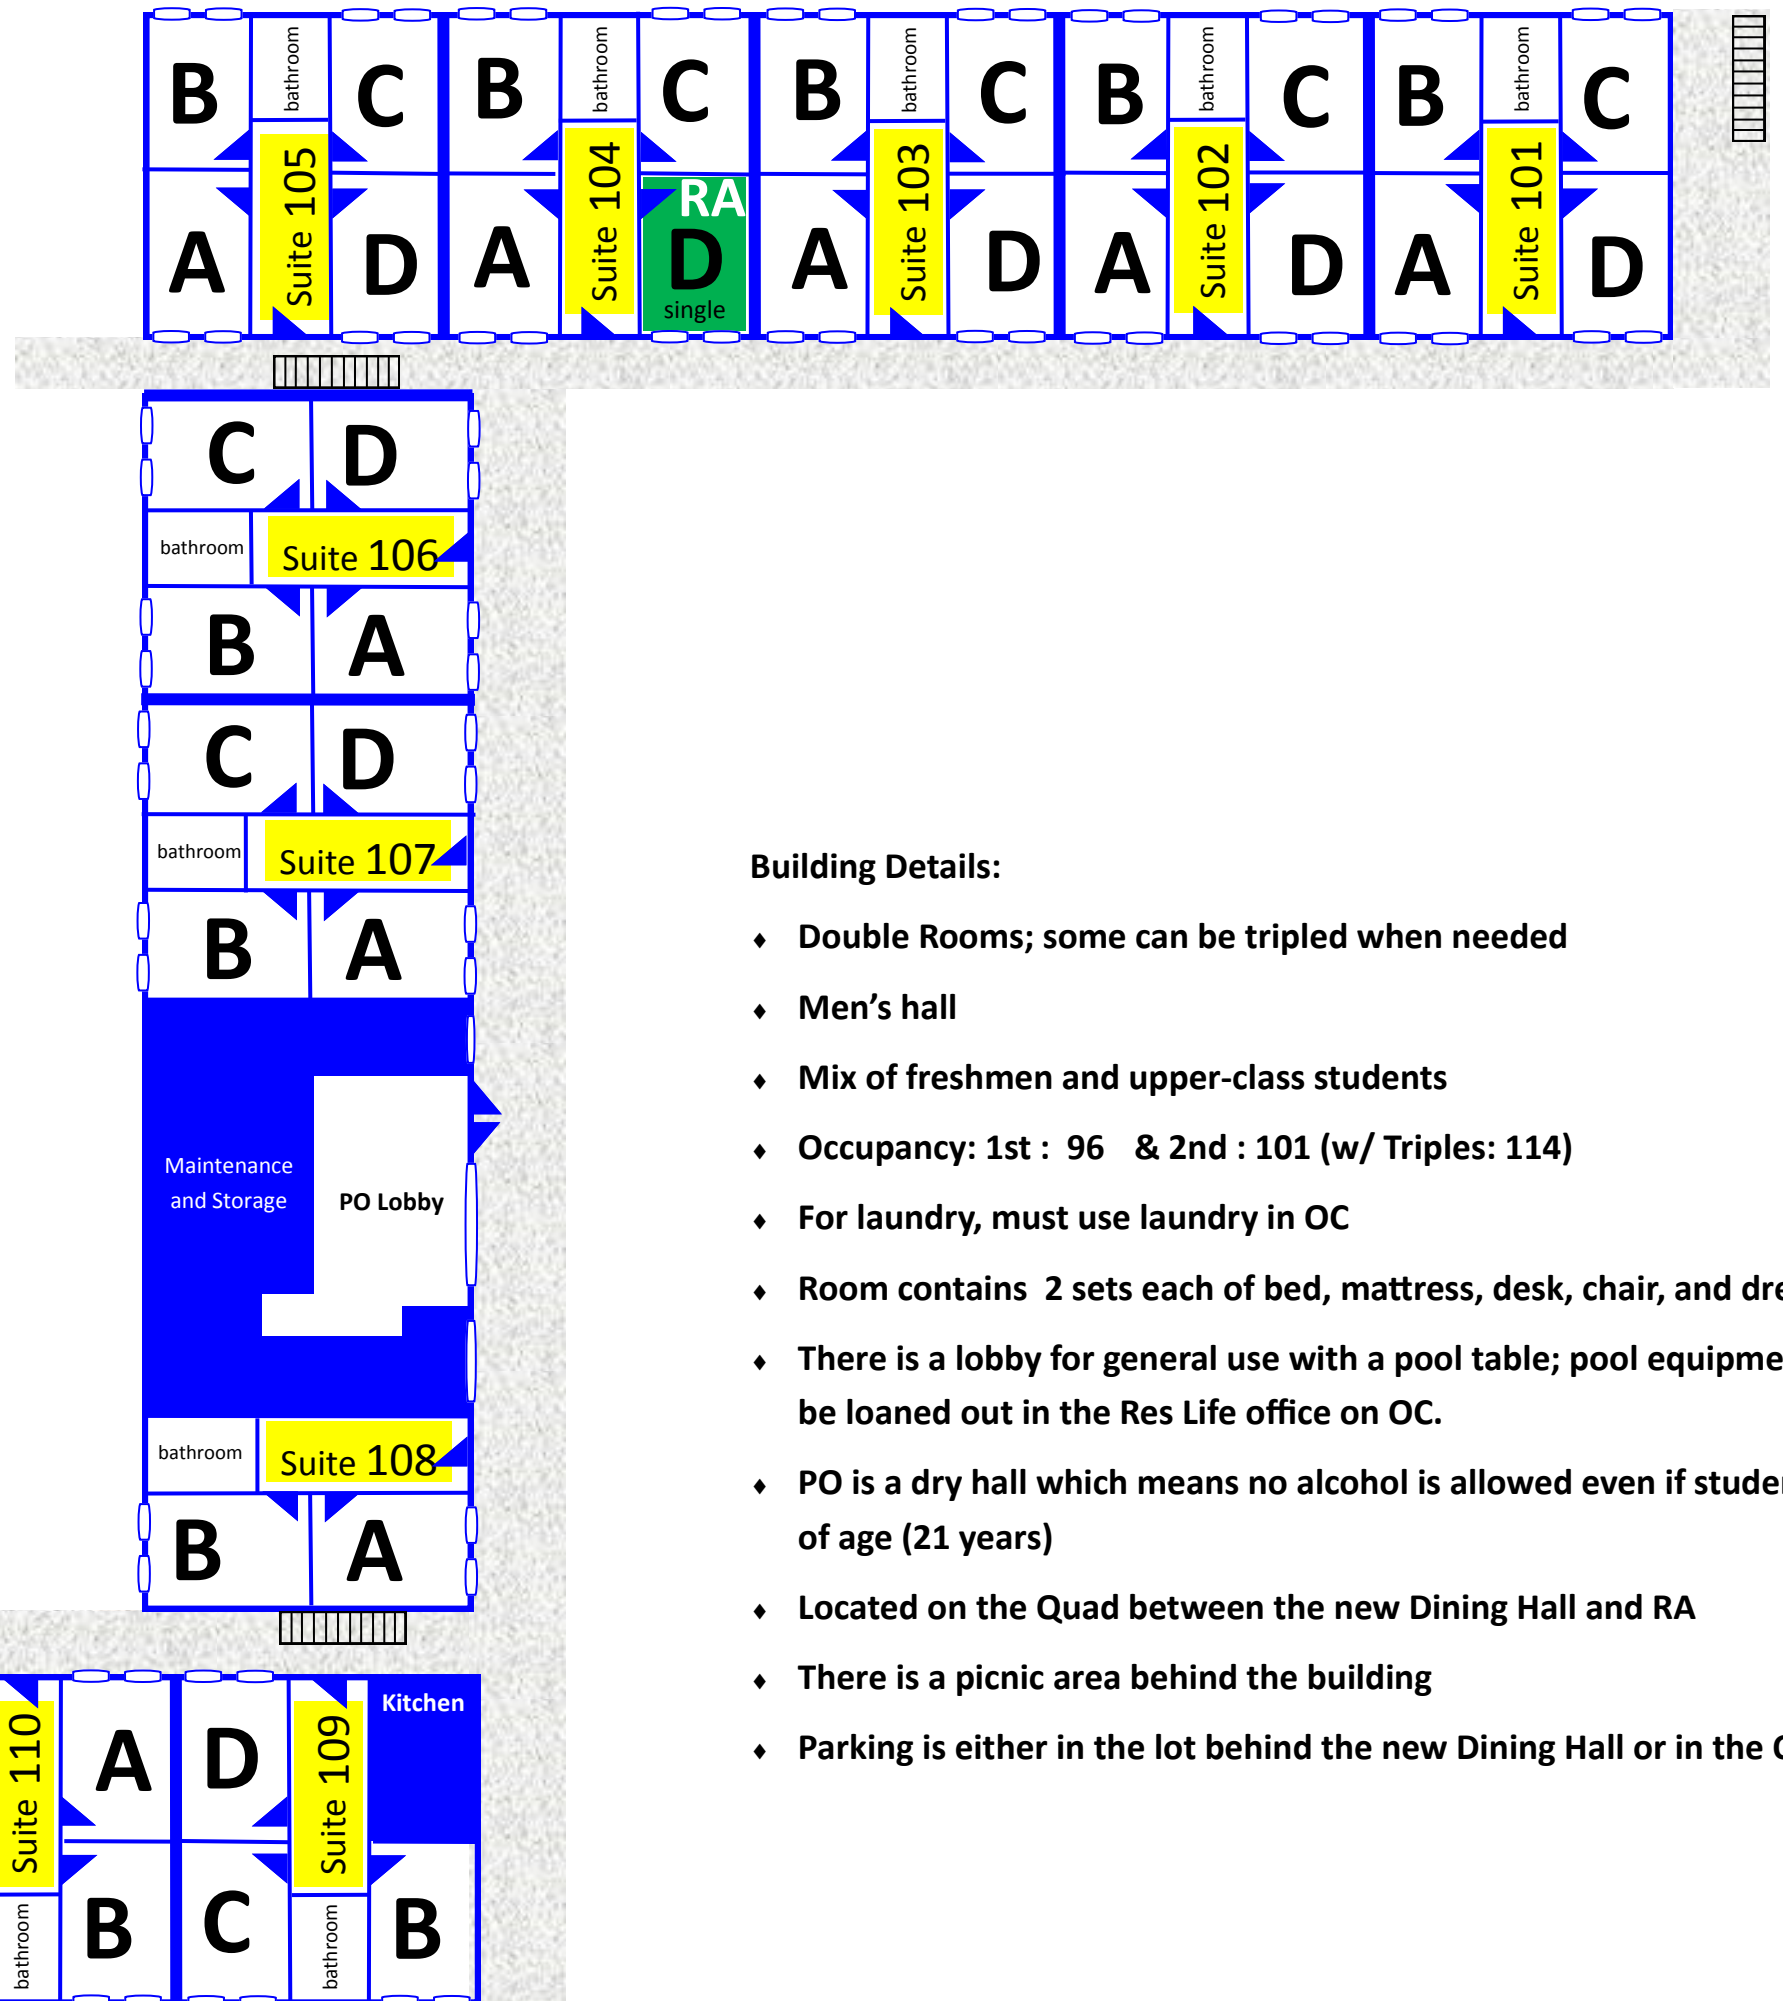 B
bathroom
C
B
bathroom
C
B
bathroom
C
B
bathroom
C
B
bathroom
C
A
Suite 105
D
A
Suite 104
RA
D
single
A
Suite 103
D
A
Suite 102
D
A
Suite 101
D
C
D
bathroom
Suite 106
B
A
C
D
bathroom
Suite 107
B
A
Maintenance
and Storage
PO Lobby
bathroom
Suite 108
B
A
Suite 110
A
D
Suite 109
Kitchen
bathroom
B
C
bathroom
B
Building Details:
♦ Double Rooms; some can be tripled when needed
♦ Men’s hall
♦ Mix of freshmen and upper-class students
♦ Occupancy: 1st : 96 & 2nd : 101 (w/ Triples: 114)
♦ For laundry, must use laundry in OC
♦ Room contains 2 sets each of bed, mattress, desk, chair, and dre
♦ There is a lobby for general use with a pool table; pool equipme
be loaned out in the Res Life office on OC.
♦ PO is a dry hall which means no alcohol is allowed even if stude
of age (21 years)
♦ Located on the Quad between the new Dining Hall and RA
♦ There is a picnic area behind the building
♦ Parking is either in the lot behind the new Dining Hall or in the